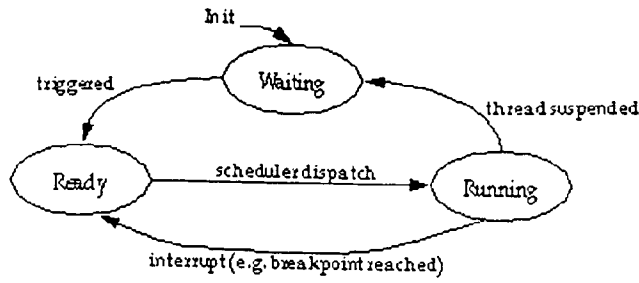 Init
Waiting
triggered
thread suspended
Ready
scheduler dispatch
Running
interrupt (e.g. breakpoint reached)